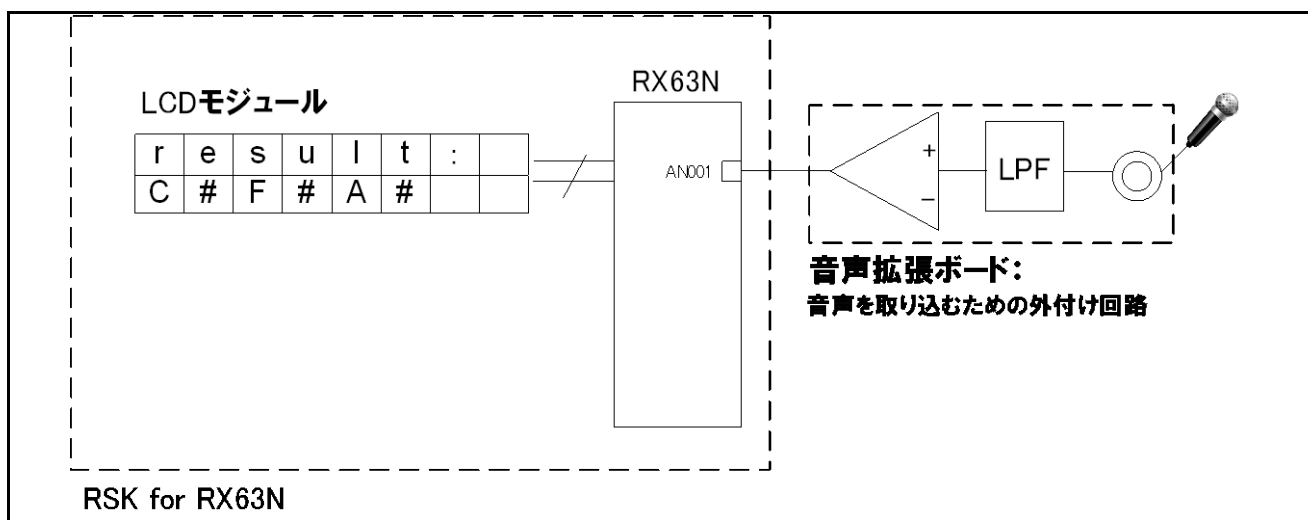 RX63N
LCDモジュール
r e s u l t :
C # F # A #
AN001
+
−
LPF
音声拡張ボード：
音声を取り込むための外付け回路
RSK for RX63N